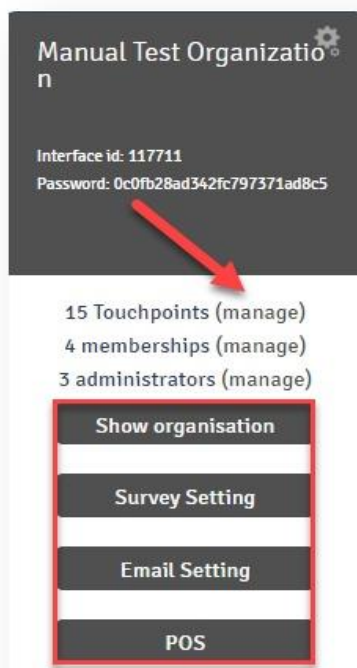 Manual Test Organizatio
n
Interface id: 117711
Password: 0c0fb28ad342fc797371ad8c5
15 Touchpoints (manage)
4 memberships (manage)
3 administrators (manage)
Show organisation
Survey Setting
Email Setting
POS